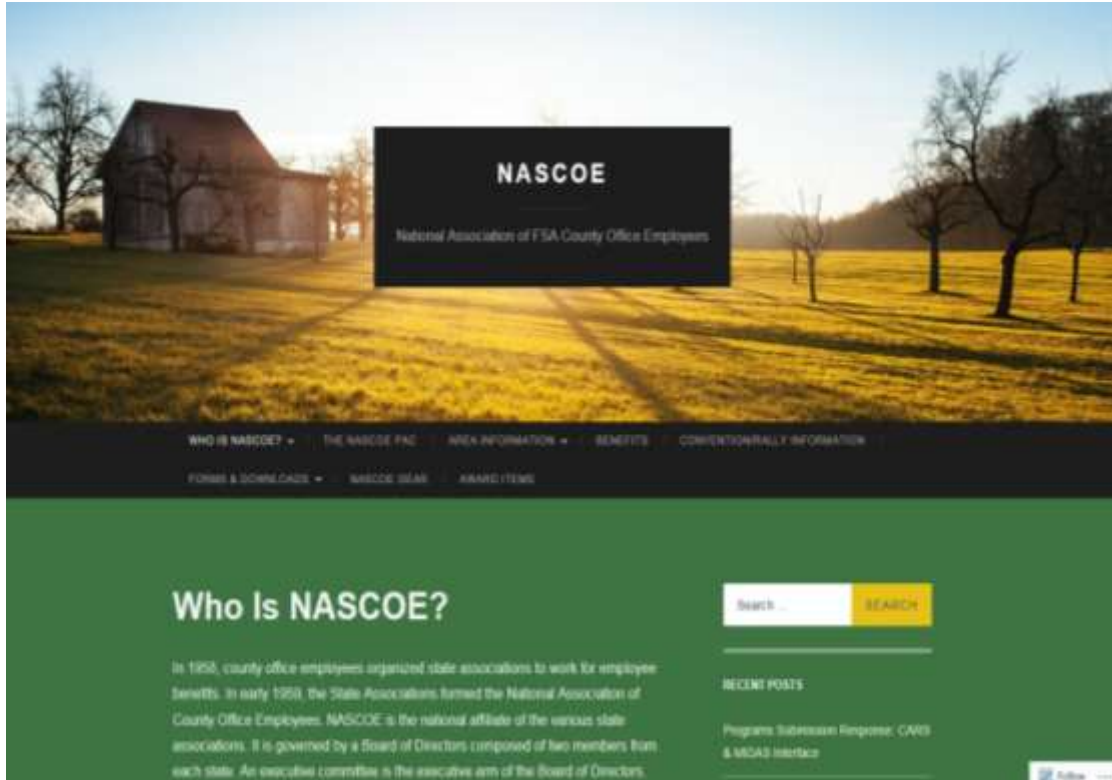 NASCOE
National Association of FSA County Office Employees
WHO IS NASCOE? THE NASCOE PAC AREA INFORMATION BENEFITS CONVENTION/RALLY INFORMATION
FORMS & DOWNLOADS NASCOE GEAR AWARD ITEMS
Who Is NASCOE?
In 1958, county office employees organized state associations to work for employee
benefits. In early 1959, the State Associations formed the National Association of
County Office Employees. NASCOE is the national affiliate of the various state
associations. It is governed by a Board of Directors composed of two members from
each state. An executive committee is the executive arm of the Board of Directors.
Search ...
SEARCH
RECENT POSTS
Programs Submission Response: CARS
& MIDAS Interface
Follow